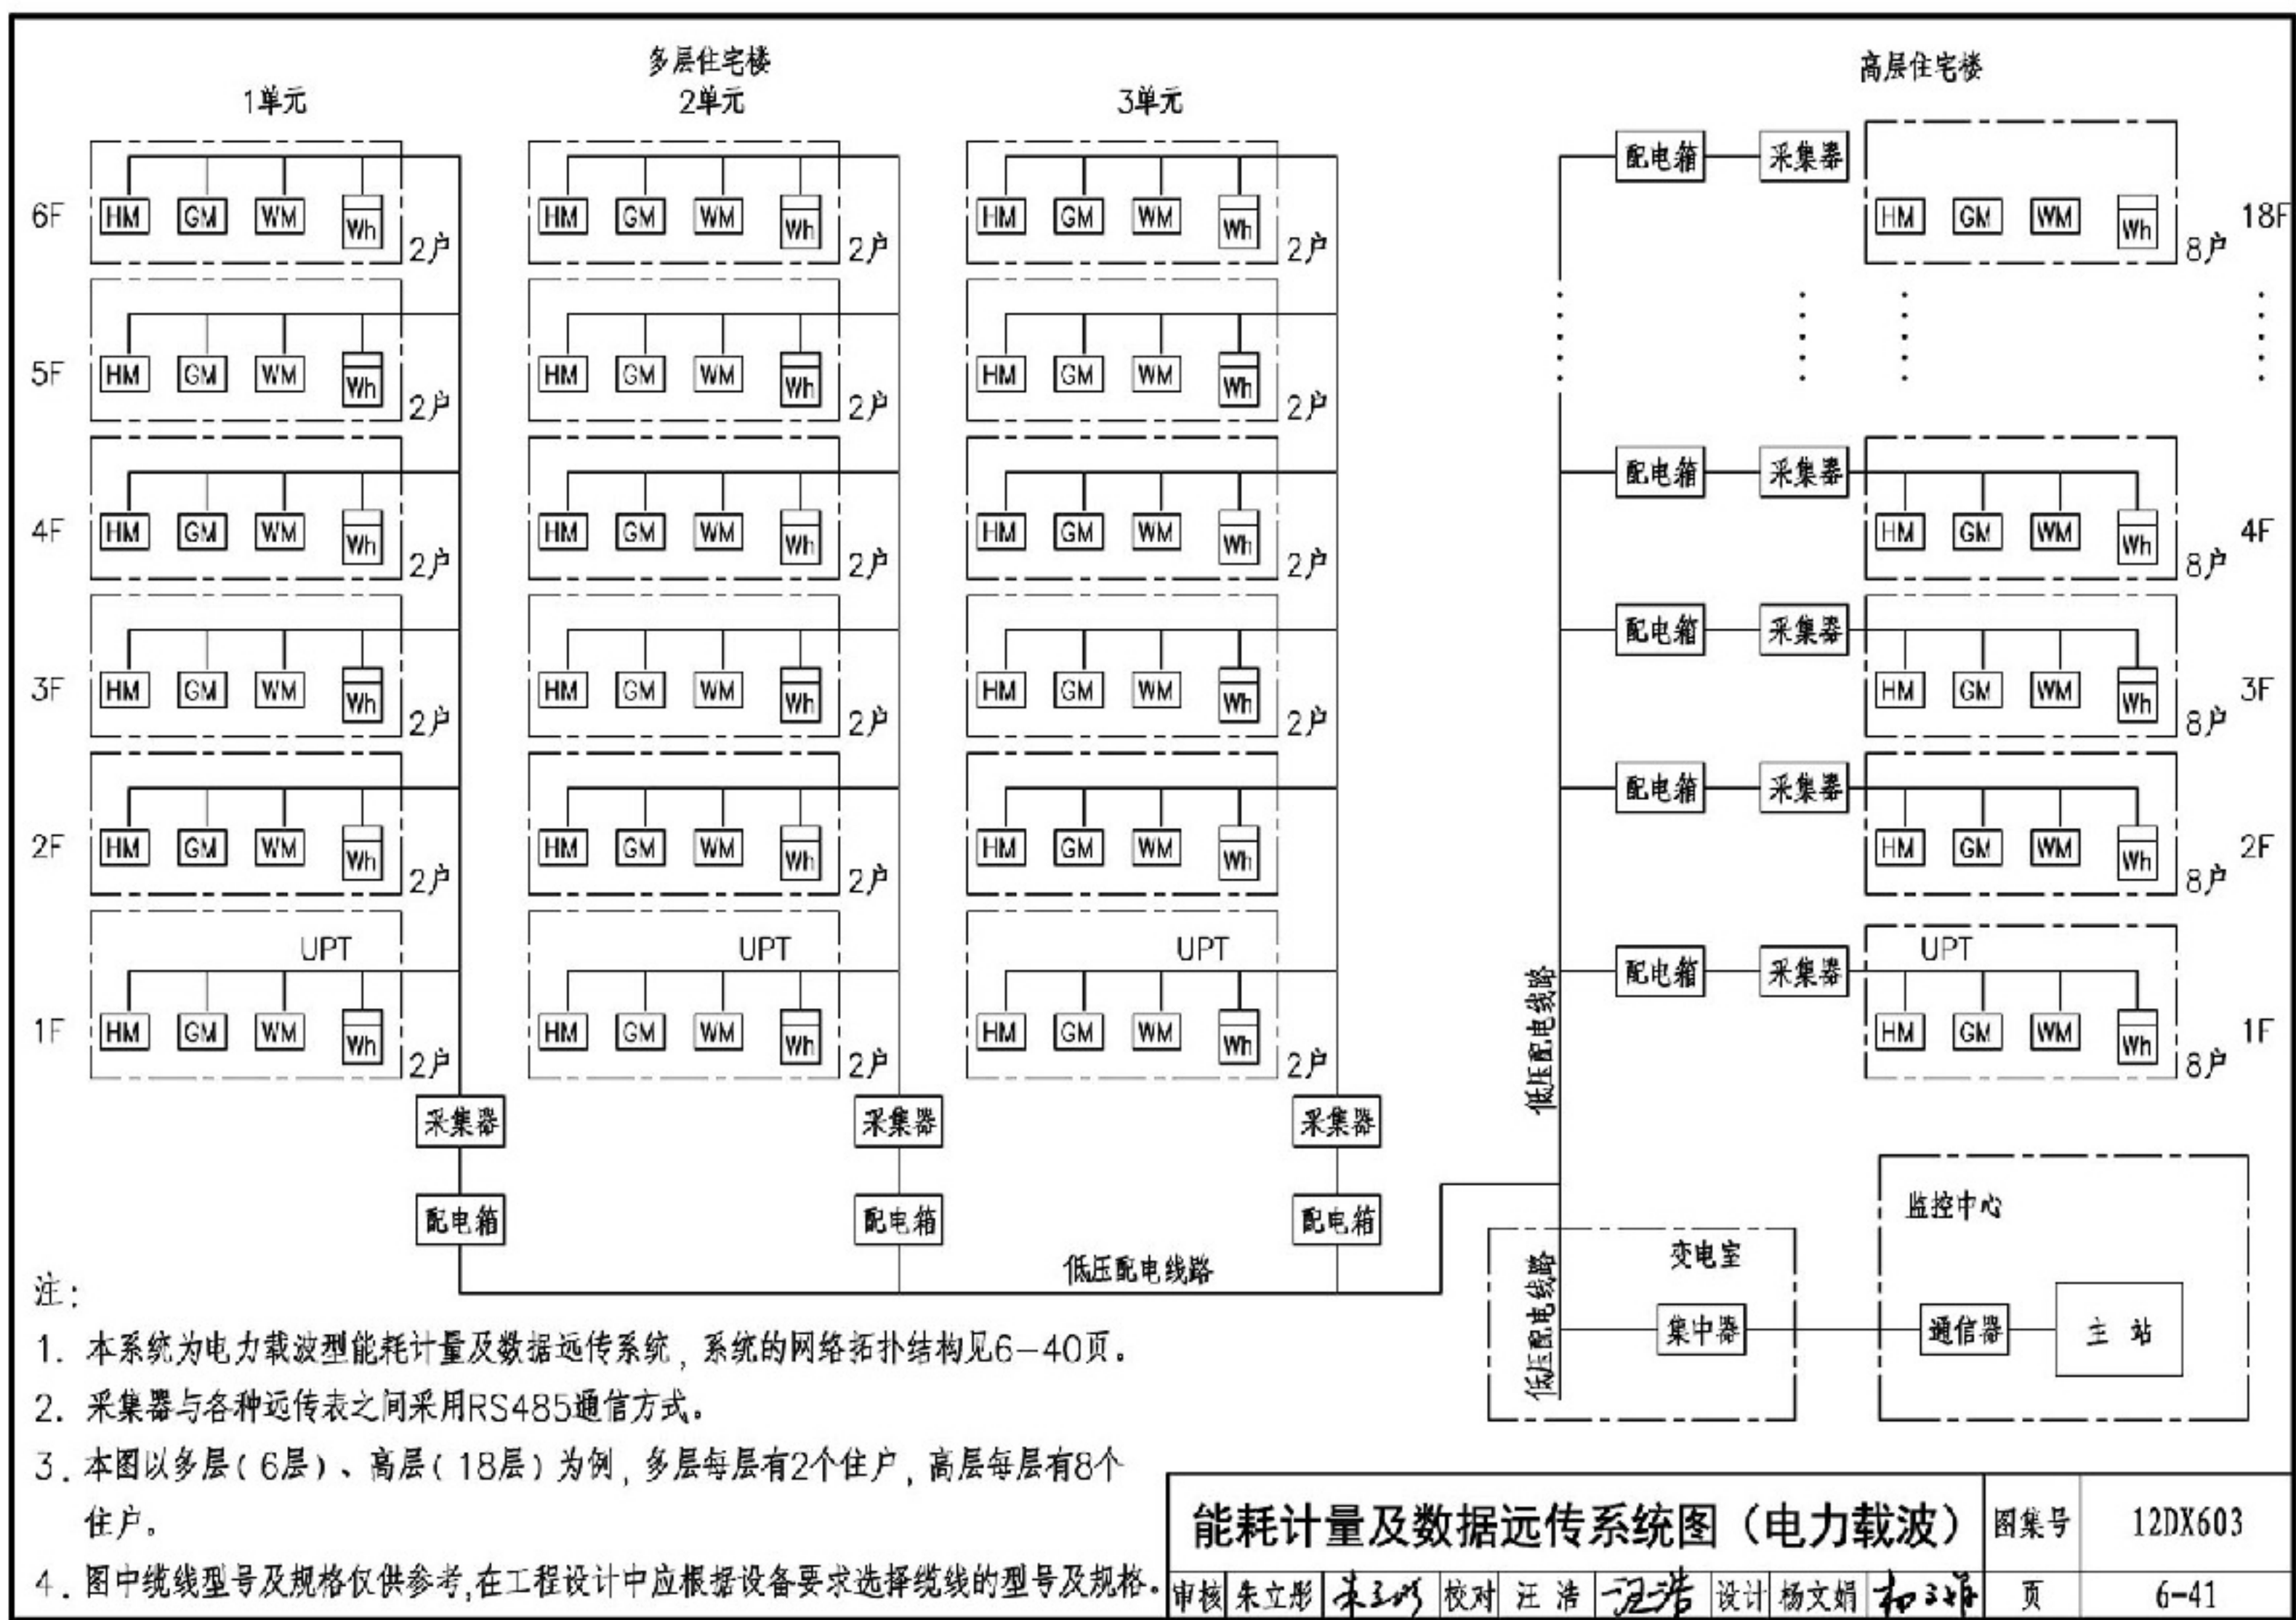 多层住宅楼
高层住宅楼
1单元 2单元 3单元
配电箱 采集器
6F HM GM WM Wh 2户 HM GM WM Wh 2户 HM GM WM Wh 2户 HM GM WM Wh 8户 18F
5F HM GM WM Wh 2户 HM GM WM Wh 2户 HM GM WM Wh 2户
配电箱 采集器
4F HM GM WM Wh 2户 HM GM WM Wh 2户 HM GM WM Wh 2户 HM GM WM Wh 8户 4F
配电箱 采集器
3F HM GM WM Wh 2户 HM GM WM Wh 2户 HM GM WM Wh 2户 HM GM WM Wh 8户 3F
配电箱 采集器
2F HM GM WM Wh 2户 HM GM WM Wh 2户 HM GM WM Wh 2户 HM GM WM Wh 8户 2F
UPT UPT UPT 配电箱 采集器 UPT
1F HM GM WM Wh 2户 HM GM WM Wh 2户 HM GM WM Wh 2户 HM GM WM Wh 8户 1F
低压配电线路
采集器 采集器 采集器
配电箱 配电箱 配电箱
低压配电线路
低压配电线路
变电室
集中器
监控中心
通信器 主站
注：
1. 本系统为电力载波型能耗计量及数据远传系统，系统的网络拓扑结构见6-40页。
2. 采集器与各种远传表之间采用RS485通信方式。
3. 本图以多层（6层）、高层（18层）为例，多层每层有2个住户，高层每层有8个
住户。
4. 图中缆线型号及规格仅供参考,在工程设计中应根据设备要求选择缆线的型号及规格。
能耗计量及数据远传系统图（电力载波） 图集号 12DX603
审核 朱立彤 校对 汪浩 汪浩 设计 杨文娟 页 6-41